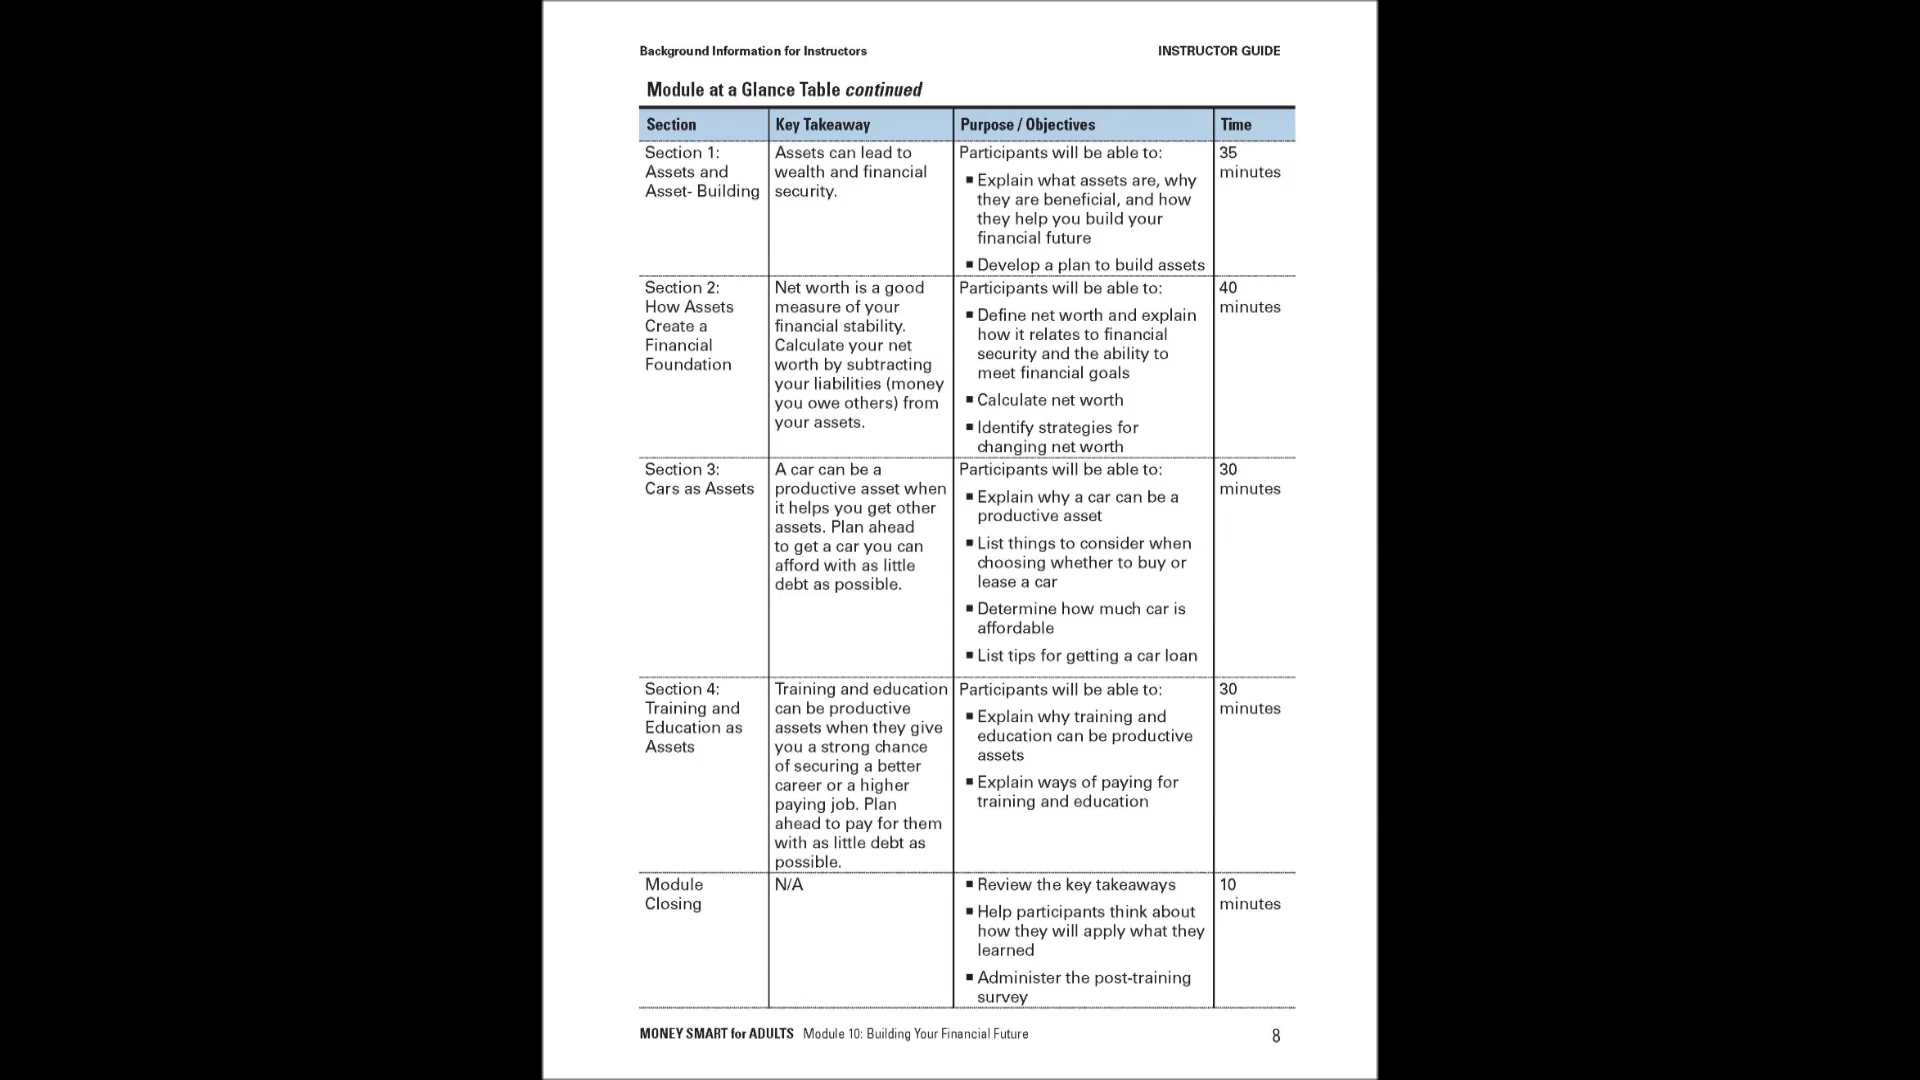 Background Information for Instructors
INSTRUCTOR GUIDE
Module at a Glance Table continued
Section
Key Takeaway
Purpose / Objectives
Time
Section 1:
Assets and
Asset- Building
Assets can lead to
wealth and financial
security.
Participants will be able to:
■ Explain what assets are, why
they are beneficial, and how
they help you build your
financial future
■ Develop a plan to build assets
35
minutes
Section 2:
How Assets
Create a
Financial
Foundation
Net worth is a good
measure of your
financial stability.
Calculate your net
worth by subtracting
your liabilities (money
you owe others) from
your assets.
Participants will be able to:
■ Define net worth and explain
how it relates to financial
security and the ability to
meet financial goals
■ Calculate net worth
■ Identify strategies for
changing net worth
40
minutes
Section 3:
Cars as Assets
A car can be a
productive asset when
it helps you get other
assets. Plan ahead
to get a car you can
afford with as little
debt as possible.
Participants will be able to:
■ Explain why a car can be a
productive asset
■ List things to consider when
choosing whether to buy or
lease a car
■ Determine how much car is
affordable
■ List tips for getting a car loan
30
minutes
Section 4:
Training and
Education as
Assets
Training and education
can be productive
assets when they give
you a strong chance
of securing a better
career or a higher
paying job. Plan
ahead to pay for them
with as little debt as
possible.
Participants will be able to:
■ Explain why training and
education can be productive
assets
■ Explain ways of paying for
training and education
30
minutes
Module
Closing
N/A
■ Review the key takeaways
■ Help participants think about
how they will apply what they
learned
■ Administer the post-training
survey
10
minutes
MONEY SMART for ADULTS Module 10: Building Your Financial Future
8